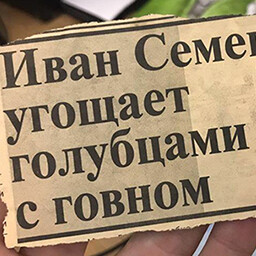 Иван Семен
угощает
голубцами
с говном